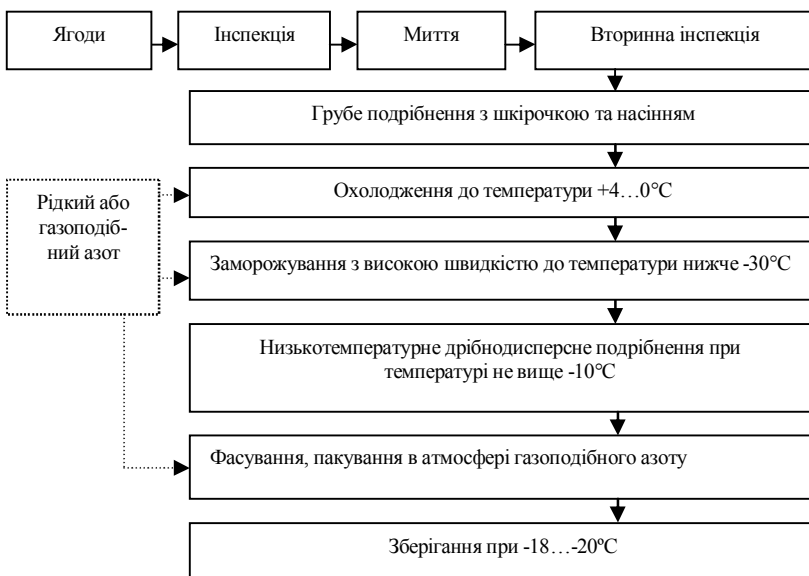 Ягоди
Інспекція
Миття
Вторинна інспекція
Грубе подрібнення з шкірочкою та насінням
Рідкий або
газоподіб-
ний азот
Охолодження до температури +4…0°С
Заморожування з високою швидкістю до температури нижче -30°С
Низькотемпературне дрібнодисперсне подрібнення при
температурі не вище -10°С
Фасування, пакування в атмосфері газоподібного азоту
Зберігання при -18…-20ºС